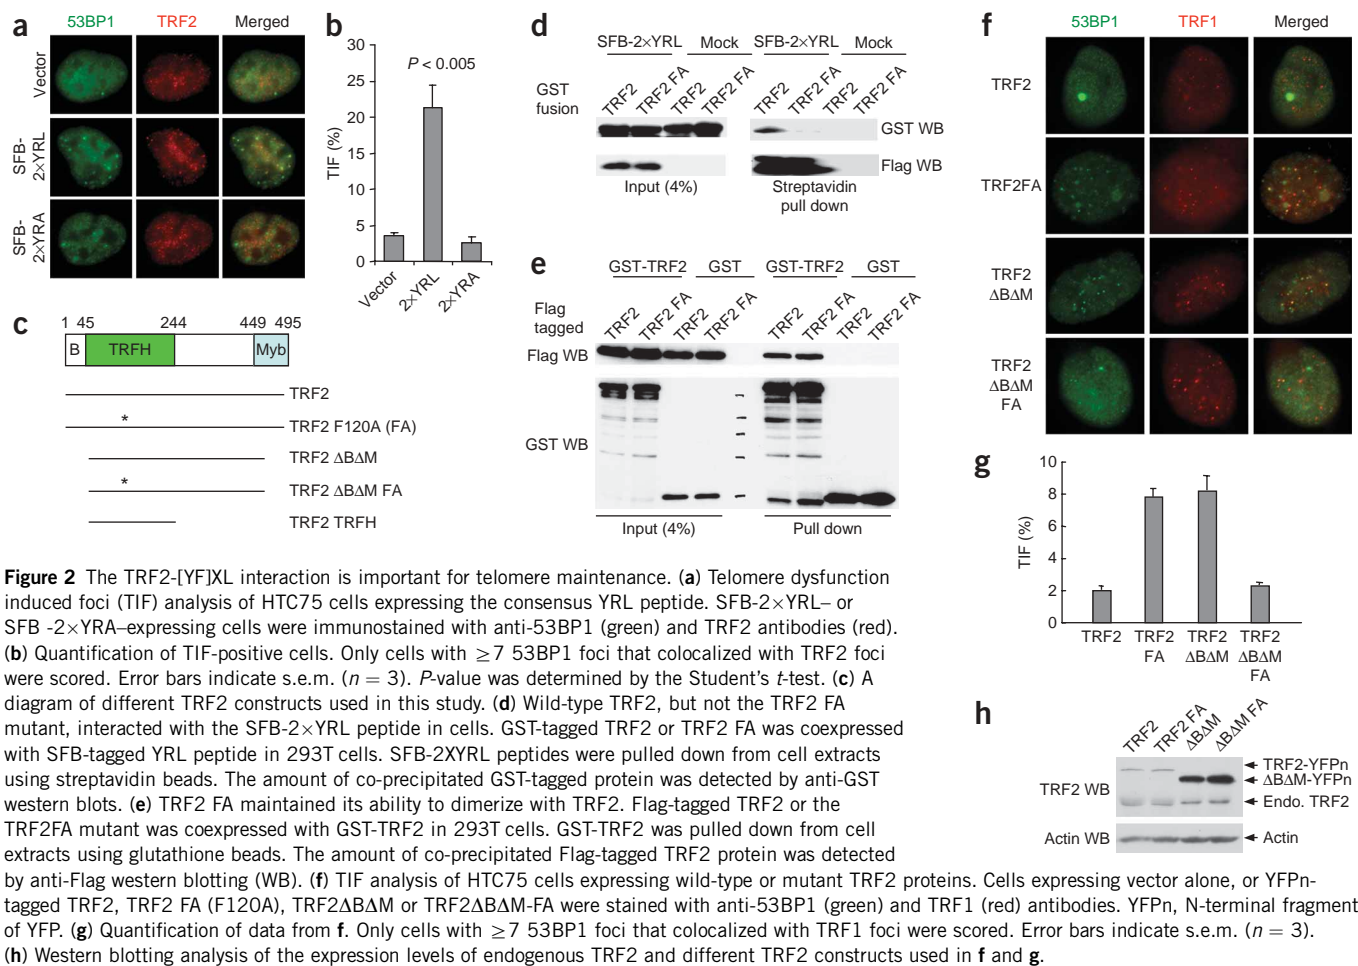 a
53BP1 TRF2 Merged
Vector
SFB-
2×YRL
SFB-
2×YRA
b
P < 0.005
TIF (%)
30
25
20
15
10
5
0
Vector 2×YRL 2×YRA
c
1 45 244 449 495
B TRFH Myb
TRF2
*
TRF2 F120A (FA)
TRF2 ΔBΔM
*
TRF2 ΔBΔM FA
TRF2 TRFH
d
SFB-2×YRL Mock SFB-2×YRL Mock
GST
fusion
TRF2 TRF2 FA TRF2 TRF2 FA TRF2 TRF2 FA TRF2 TRF2 FA
GST WB
Flag WB
Input (4%) Streptavidin
pull down
e
GST-TRF2 GST GST-TRF2 GST
Flag
tagged
TRF2 TRF2 FA TRF2 TRF2 FA TRF2 TRF2 FA TRF2 TRF2 FA
Flag WB
GST WB
Input (4%) Pull down
f
53BP1 TRF1 Merged
TRF2
TRF2FA
TRF2
ΔBΔM
TRF2
ΔBΔM
FA
g
TIF (%)
10
8
6
4
2
0
TRF2 TRF2 TRF2 TRF2
FA ΔBΔM ΔBΔM
FA
h
TRF2 TRF2 FA ΔBΔM ΔBΔM FA
TRF2 WB
TRF2-YFPn
ΔBΔM-YFPn
Endo. TRF2
Actin WB Actin
Figure 2 The TRF2-[YF]XL interaction is important for telomere maintenance. (a) Telomere dysfunction
induced foci (TIF) analysis of HTC75 cells expressing the consensus YRL peptide. SFB-2×YRL– or
SFB -2×YRA–expressing cells were immunostained with anti-53BP1 (green) and TRF2 antibodies (red).
(b) Quantification of TIF-positive cells. Only cells with ≥7 53BP1 foci that colocalized with TRF2 foci
were scored. Error bars indicate s.e.m. (n = 3). P-value was determined by the Student's t-test. (c) A
diagram of different TRF2 constructs used in this study. (d) Wild-type TRF2, but not the TRF2 FA
mutant, interacted with the SFB-2×YRL peptide in cells. GST-tagged TRF2 or TRF2 FA was coexpressed
with SFB-tagged YRL peptide in 293T cells. SFB-2XYRL peptides were pulled down from cell extracts
using streptavidin beads. The amount of co-precipitated GST-tagged protein was detected by anti-GST
western blots. (e) TRF2 FA maintained its ability to dimerize with TRF2. Flag-tagged TRF2 or the
TRF2FA mutant was coexpressed with GST-TRF2 in 293T cells. GST-TRF2 was pulled down from cell
extracts using glutathione beads. The amount of co-precipitated Flag-tagged TRF2 protein was detected
by anti-Flag western blotting (WB). (f) TIF analysis of HTC75 cells expressing wild-type or mutant TRF2 proteins. Cells expressing vector alone, or YFPn-
tagged TRF2, TRF2 FA (F120A), TRF2ΔBΔM or TRF2ΔBΔM-FA were stained with anti-53BP1 (green) and TRF1 (red) antibodies. YFPn, N-terminal fragment
of YFP. (g) Quantification of data from f. Only cells with ≥7 53BP1 foci that colocalized with TRF1 foci were scored. Error bars indicate s.e.m. (n = 3).
(h) Western blotting analysis of the expression levels of endogenous TRF2 and different TRF2 constructs used in f and g.